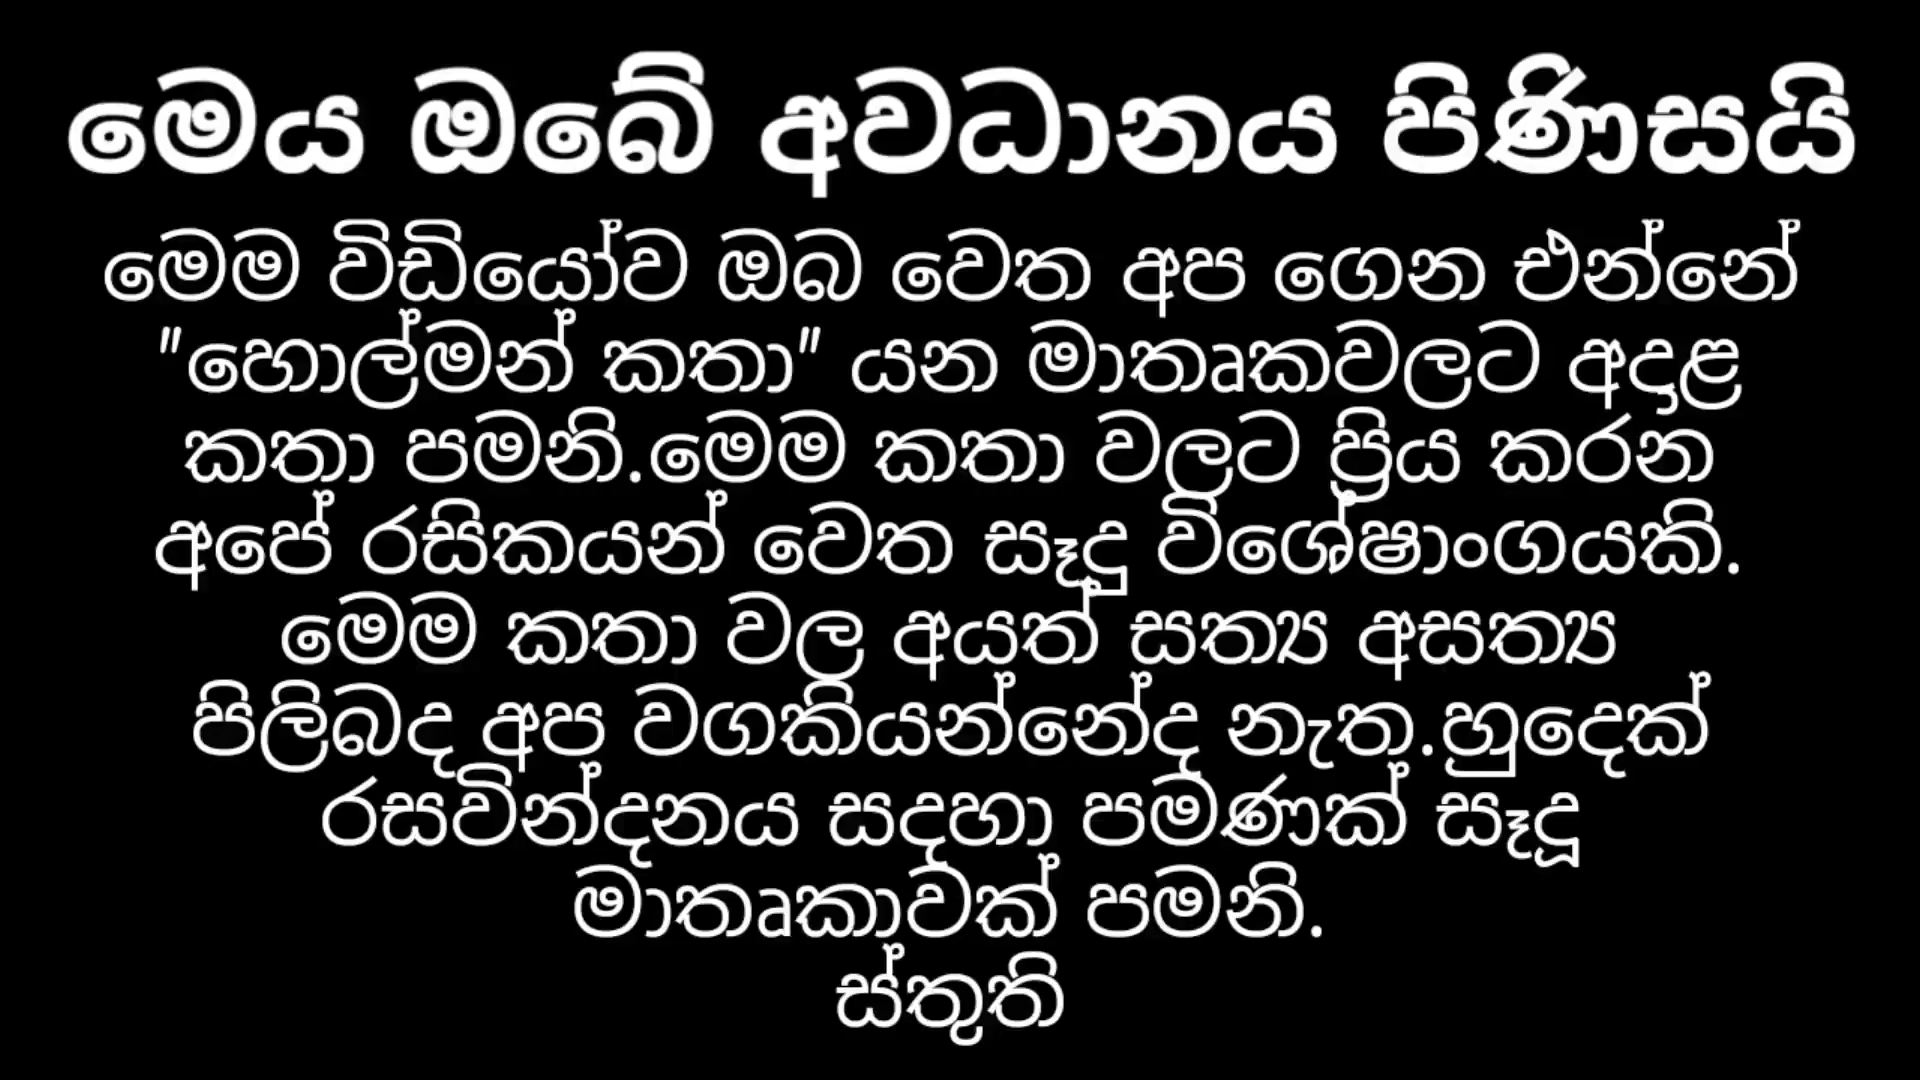 මෙය ඔබේ අවධානය පිණිසයි
මෙම විඩියෝව ඔබ වෙත අප ගෙන එන්නේ
"හොල්මන් කතා" යන මාතෘකවලට අදාළ
කතා පමනි.මෙම කතා වලට ප්‍රිය කරන
අපේ රසිකයන් වෙත සෑදු විශේෂාංගයකි.
මෙම කතා වල අයත් සත්‍ය අසත්‍ය
පිලිබද අප වගකියන්නේද නැත.හුදෙක්
රසවින්දනය සදහා පමණක් සෑදූ
මාතෘකාවක් පමනි.
ස්තුති